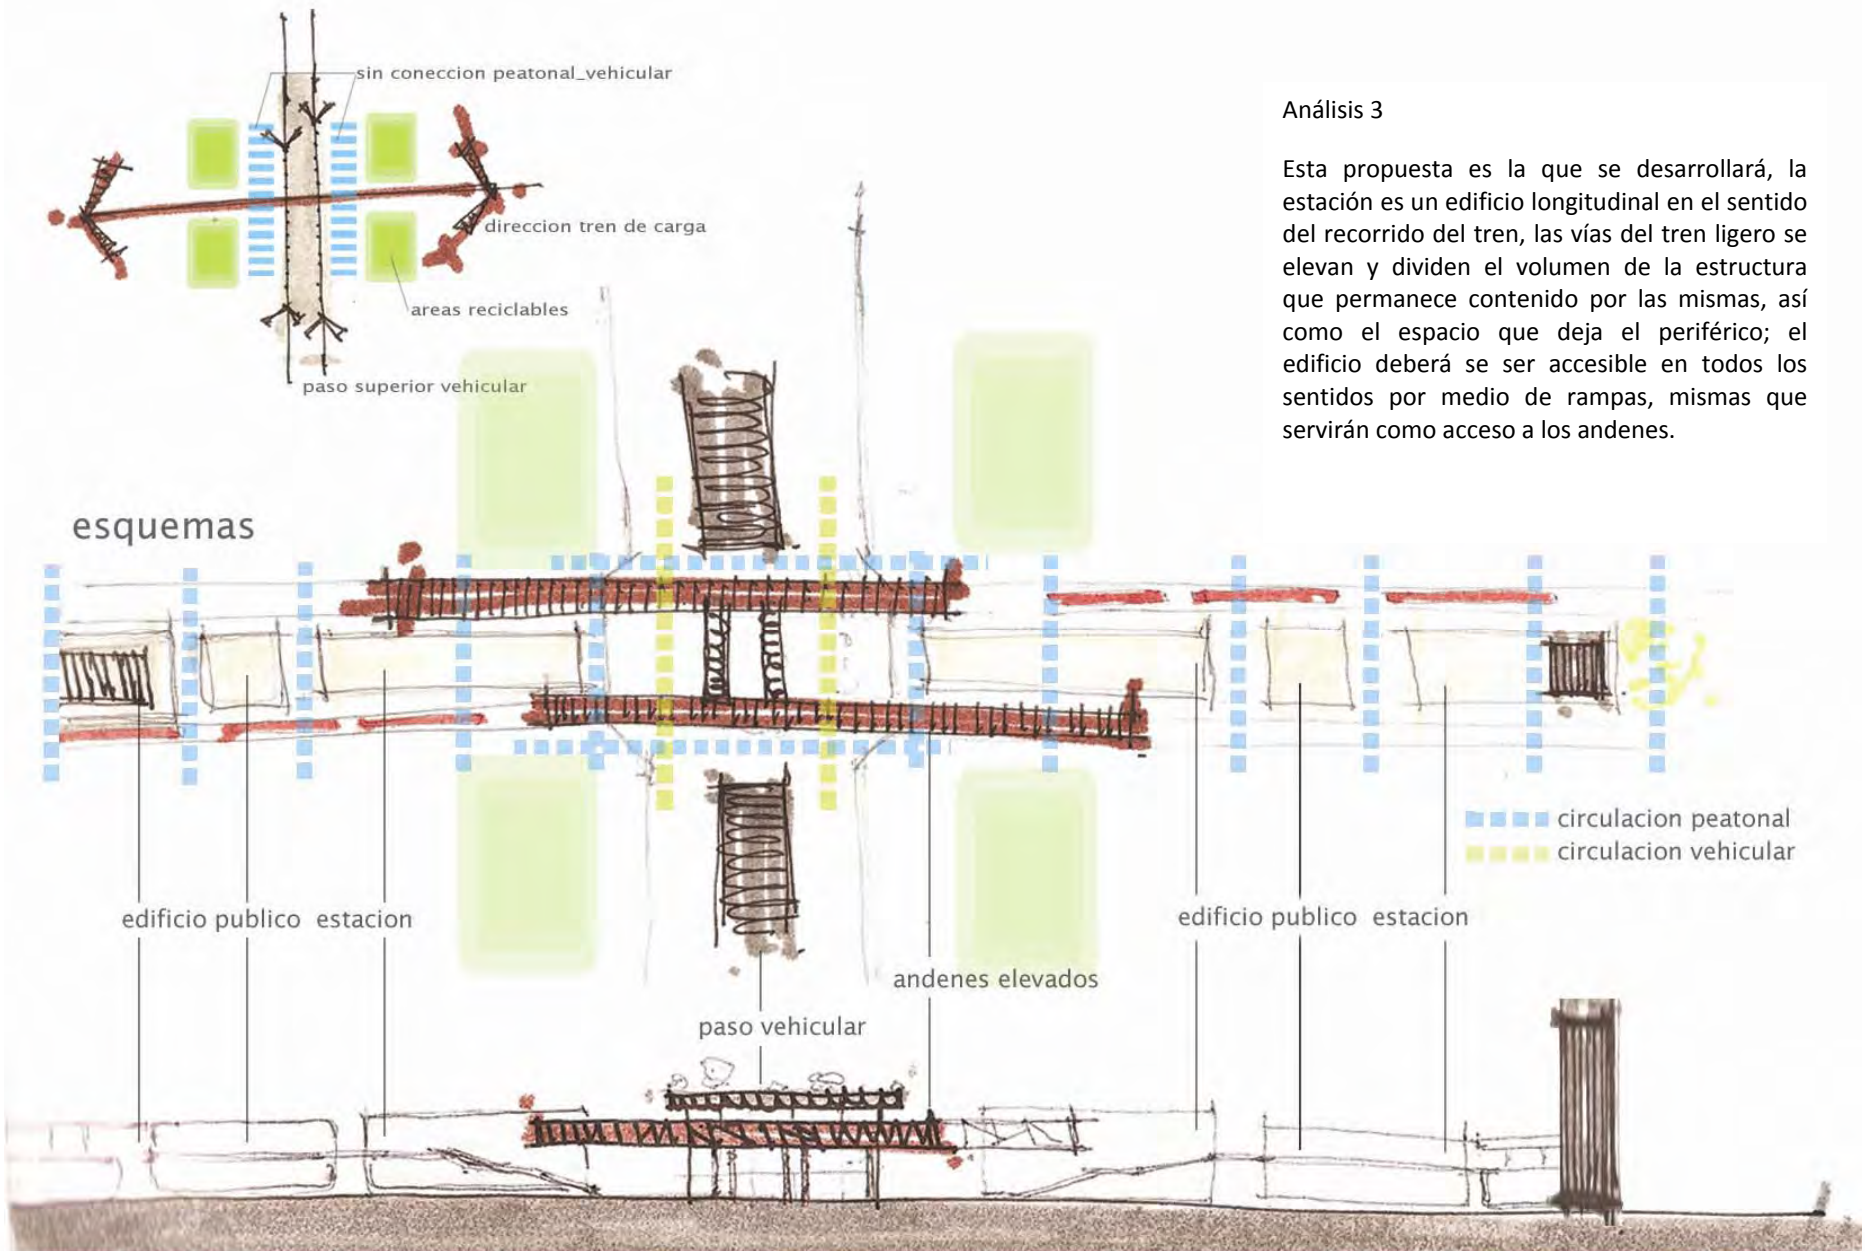 sin coneccion peatonal_vehicular
direccion tren de carga
areas reciclables
paso superior vehicular
Análisis 3
Esta propuesta es la que se desarrollará, la
estación es un edificio longitudinal en el sentido
del recorrido del tren, las vías del tren ligero se
elevan y dividen el volumen de la estructura
que permanece contenido por las mismas, así
como el espacio que deja el periférico; el
edificio deberá se ser accesible en todos los
sentidos por medio de rampas, mismas que
servirán como acceso a los andenes.
esquemas
circulacion peatonal
circulacion vehicular
edificio publico estacion
edificio publico estacion
andenes elevados
paso vehicular